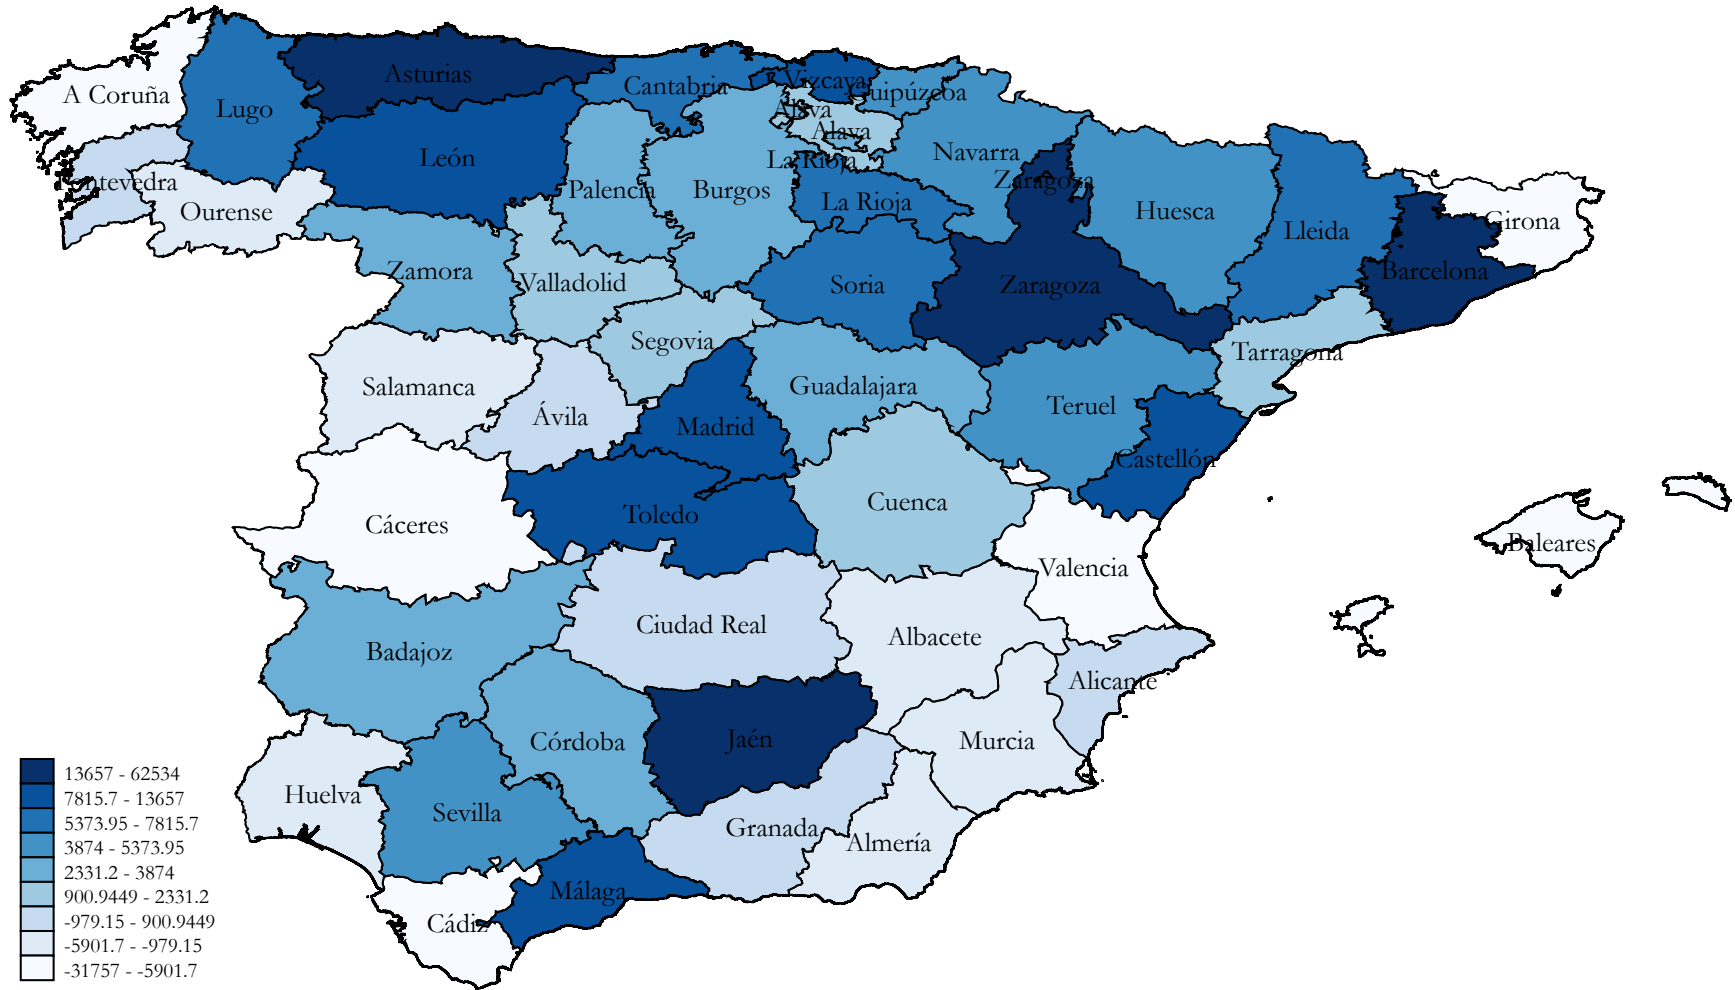 Asturias
Cantabria
Vizcaya
Guipúzcoa
A Coruña
Lugo
Álava
Álava
León
La Rioja
Navarra
Pontevedra
Palencia
Burgos
Zaragoza
Ourense
La Rioja
Huesca
Lleida
Girona
Zamora
Valladolid
Soria
Zaragoza
Barcelona
Segovia
Tarragona
Salamanca
Ávila
Madrid
Guadalajara
Teruel
Castellón
Cáceres
Toledo
Cuenca
Baleares
Valencia
Badajoz
Ciudad Real
Albacete
Alicante
Córdoba
Jaén
Murcia
Huelva
Sevilla
Granada
Almería
Málaga
Cádiz
13657 - 62534
7815.7 - 13657
5373.95 - 7815.7
3874 - 5373.95
2331.2 - 3874
900.9449 - 2331.2
-979.15 - 900.9449
-5901.7 - -979.15
-31757 - -5901.7